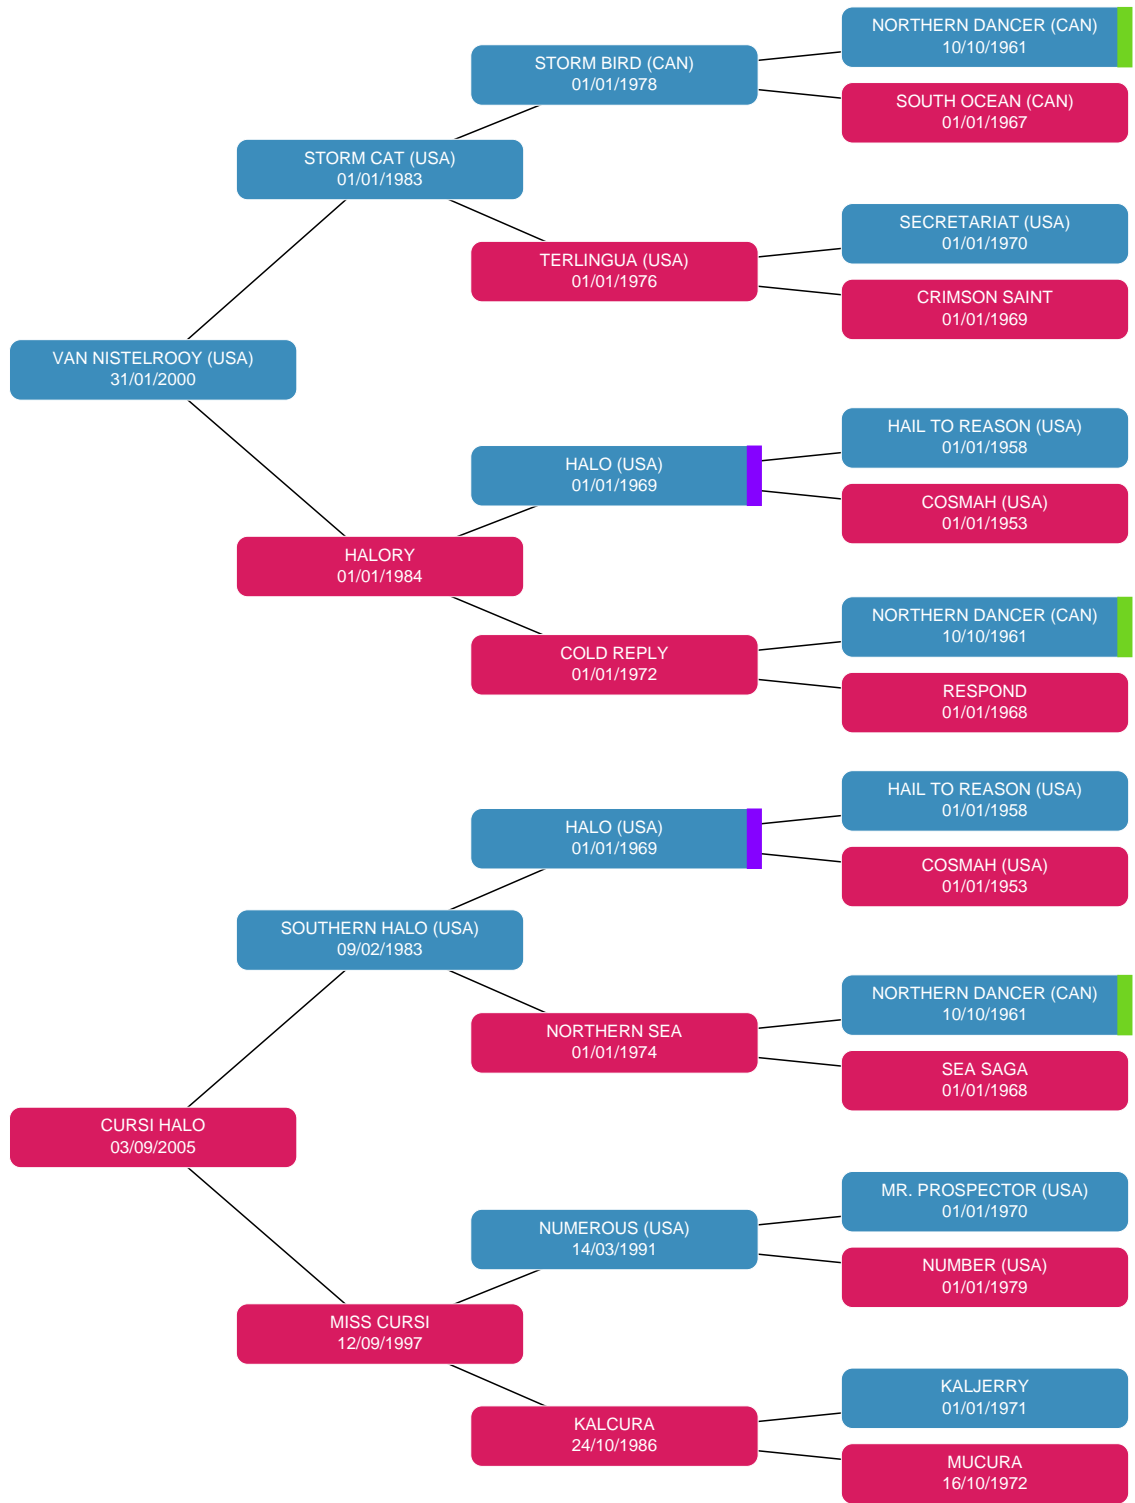 NORTHERN DANCER (CAN)
10/10/1961
STORM BIRD (CAN)
01/01/1978
SOUTH OCEAN (CAN)
01/01/1967
STORM CAT (USA)
01/01/1983
SECRETARIAT (USA)
01/01/1970
TERLINGUA (USA)
01/01/1976
CRIMSON SAINT
01/01/1969
VAN NISTELROOY (USA)
31/01/2000
HAIL TO REASON (USA)
01/01/1958
HALO (USA)
01/01/1969
COSMAH (USA)
01/01/1953
HALORY
01/01/1984
NORTHERN DANCER (CAN)
10/10/1961
COLD REPLY
01/01/1972
RESPOND
01/01/1968
HAIL TO REASON (USA)
01/01/1958
HALO (USA)
01/01/1969
COSMAH (USA)
01/01/1953
SOUTHERN HALO (USA)
09/02/1983
NORTHERN DANCER (CAN)
10/10/1961
NORTHERN SEA
01/01/1974
SEA SAGA
01/01/1968
CURSI HALO
03/09/2005
MR. PROSPECTOR (USA)
01/01/1970
NUMEROUS (USA)
14/03/1991
NUMBER (USA)
01/01/1979
MISS CURSI
12/09/1997
KALJERRY
01/01/1971
KALCURA
24/10/1986
MUCURA
16/10/1972